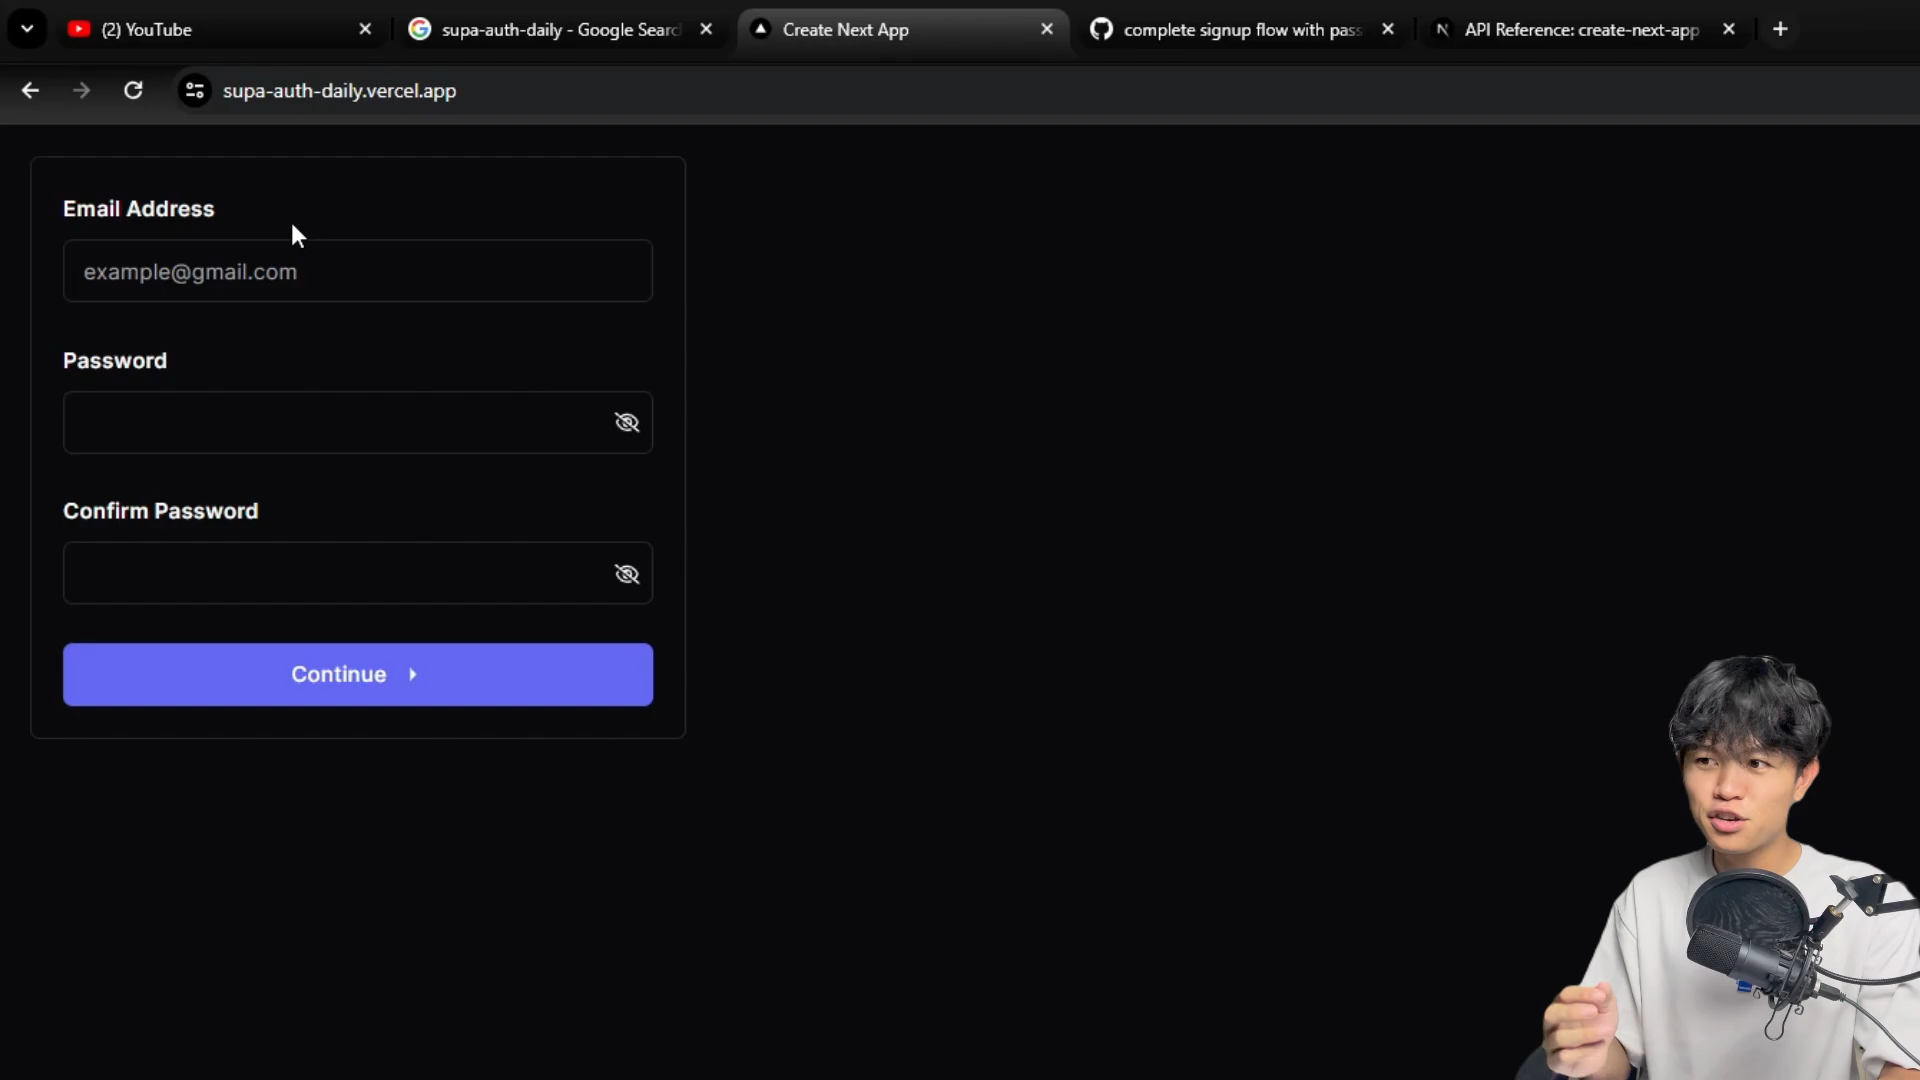 (2) YouTube
supa-auth-daily - Google Searc
Create Next App
complete signup flow with pass
API Reference: create-next-app
supa-auth-daily.vercel.app
Email Address
example@gmail.com
Password
Confirm Password
Continue